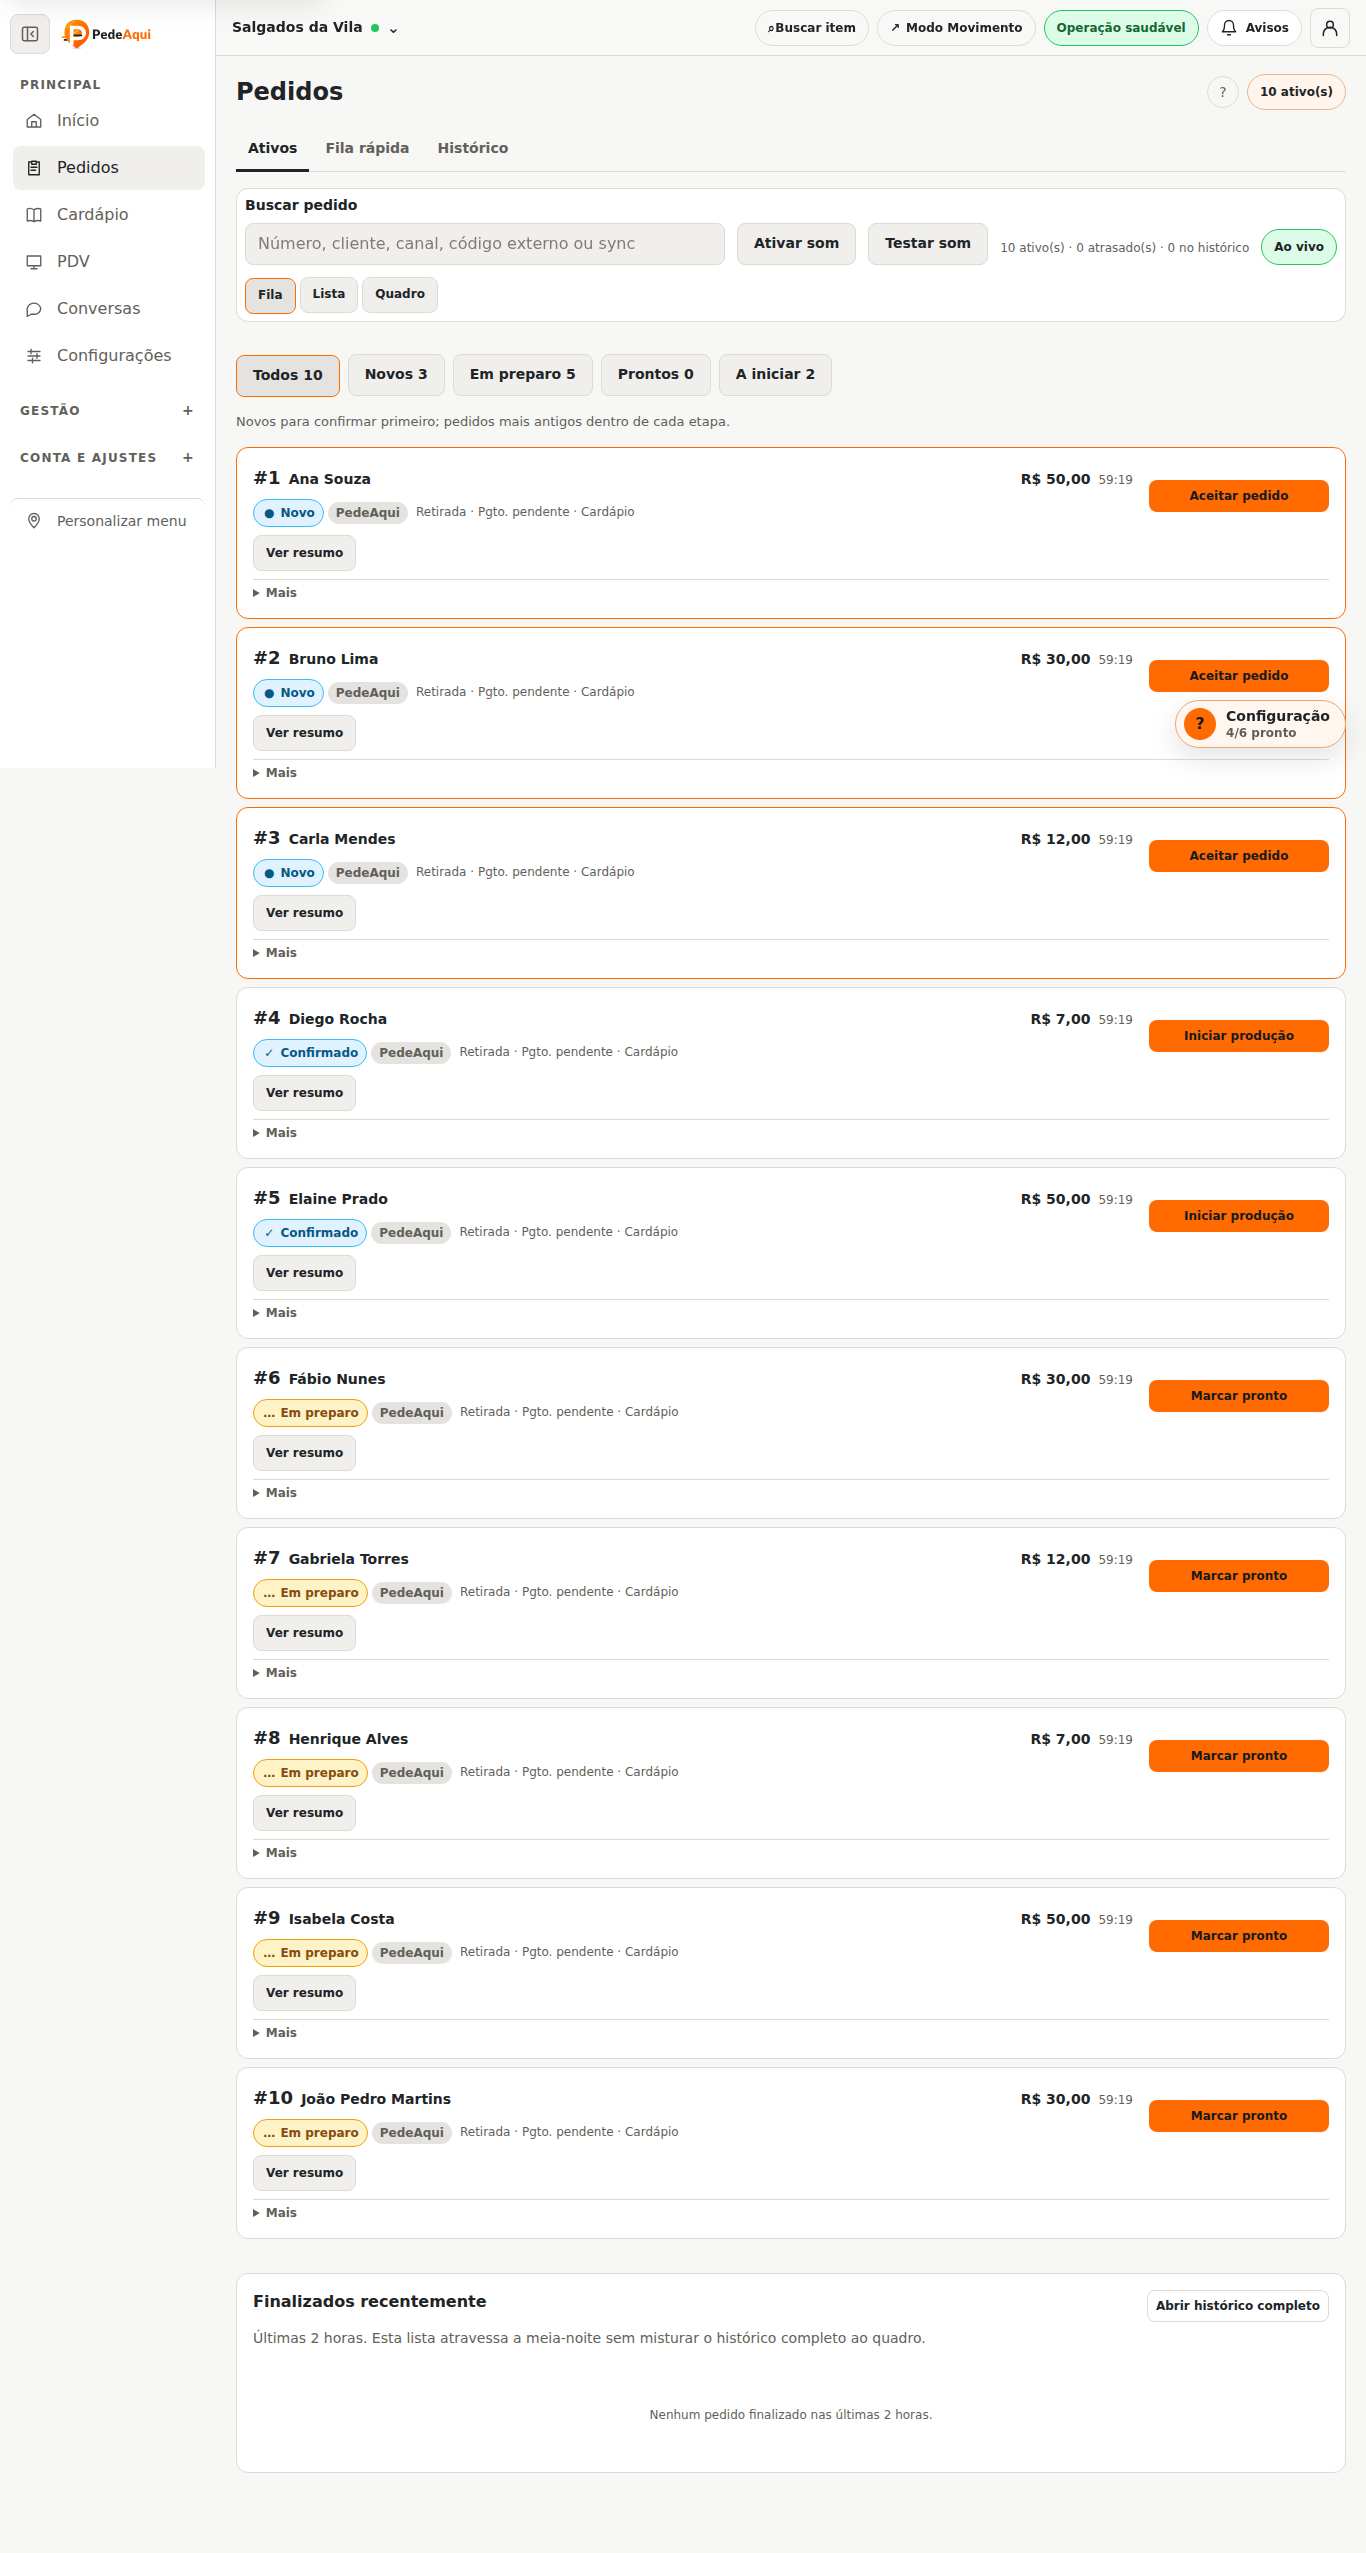 PedeAqui
PRINCIPAL
Início
Pedidos
Cardápio
PDV
Conversas
Configurações
GESTÃO +
CONTA E AJUSTES +
Personalizar menu
Salgados da Vila
Buscar item
↗ Modo Movimento
Operação saudável
Avisos
Pedidos
?
10 ativo(s)
Ativos
Fila rápida
Histórico
Buscar pedido
Número, cliente, canal, código externo ou sync
Ativar som
Testar som
10 ativo(s) · 0 atrasado(s) · 0 no histórico
Ao vivo
Fila
Lista
Quadro
Todos 10
Novos 3
Em preparo 5
Prontos 0
A iniciar 2
Novos para confirmar primeiro; pedidos mais antigos dentro de cada etapa.
#1 Ana Souza
R$ 50,00 59:19
Aceitar pedido
● Novo PedeAqui Retirada · Pgto. pendente · Cardápio
Ver resumo
▶ Mais
#2 Bruno Lima
R$ 30,00 59:19
Aceitar pedido
● Novo PedeAqui Retirada · Pgto. pendente · Cardápio
Ver resumo
▶ Mais
? Configuração
4/6 pronto
#3 Carla Mendes
R$ 12,00 59:19
Aceitar pedido
● Novo PedeAqui Retirada · Pgto. pendente · Cardápio
Ver resumo
▶ Mais
#4 Diego Rocha
R$ 7,00 59:19
Iniciar produção
✓ Confirmado PedeAqui Retirada · Pgto. pendente · Cardápio
Ver resumo
▶ Mais
#5 Elaine Prado
R$ 50,00 59:19
Iniciar produção
✓ Confirmado PedeAqui Retirada · Pgto. pendente · Cardápio
Ver resumo
▶ Mais
#6 Fábio Nunes
R$ 30,00 59:19
Marcar pronto
… Em preparo PedeAqui Retirada · Pgto. pendente · Cardápio
Ver resumo
▶ Mais
#7 Gabriela Torres
R$ 12,00 59:19
Marcar pronto
… Em preparo PedeAqui Retirada · Pgto. pendente · Cardápio
Ver resumo
▶ Mais
#8 Henrique Alves
R$ 7,00 59:19
Marcar pronto
… Em preparo PedeAqui Retirada · Pgto. pendente · Cardápio
Ver resumo
▶ Mais
#9 Isabela Costa
R$ 50,00 59:19
Marcar pronto
… Em preparo PedeAqui Retirada · Pgto. pendente · Cardápio
Ver resumo
▶ Mais
#10 João Pedro Martins
R$ 30,00 59:19
Marcar pronto
… Em preparo PedeAqui Retirada · Pgto. pendente · Cardápio
Ver resumo
▶ Mais
Finalizados recentemente
Abrir histórico completo
Últimas 2 horas. Esta lista atravessa a meia-noite sem misturar o histórico completo ao quadro.
Nenhum pedido finalizado nas últimas 2 horas.